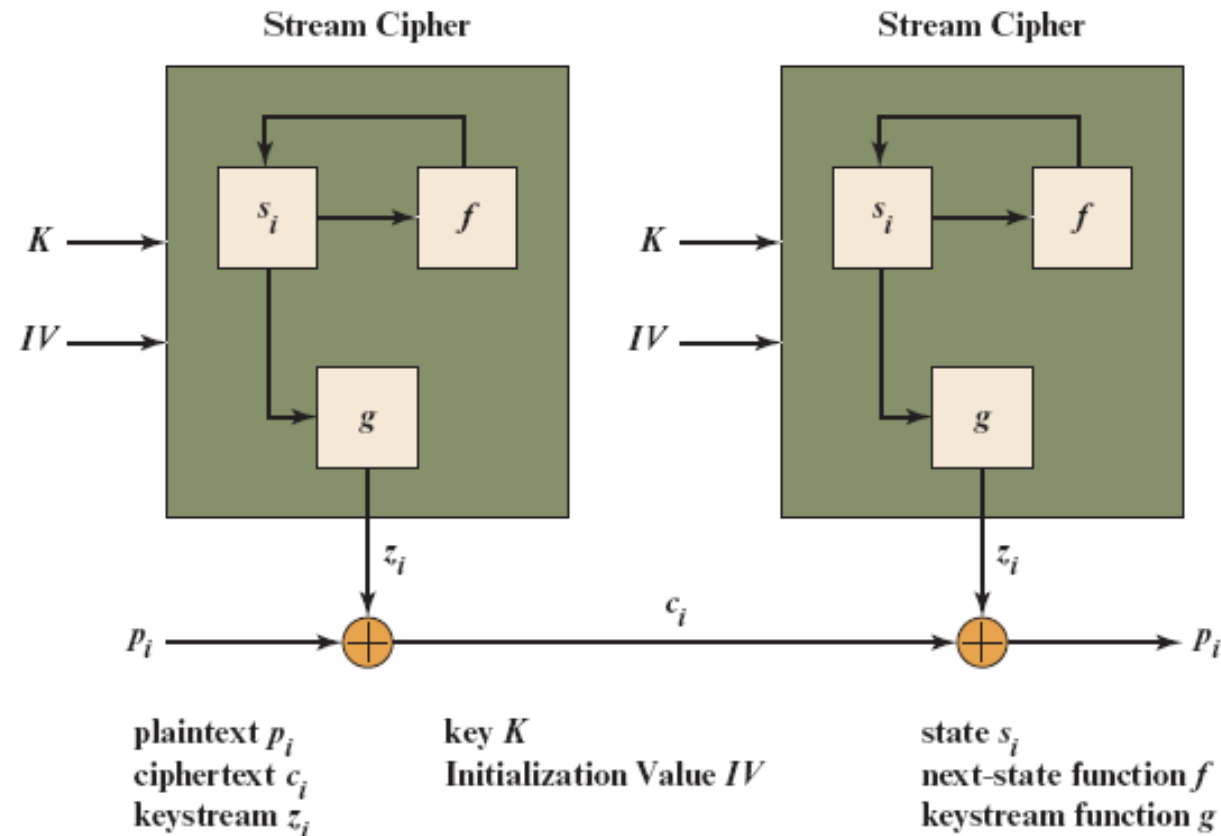 Stream Cipher
Stream Cipher
s_i
f
K
IV
g
z_i
s_i
f
K
IV
g
z_i
p_i
c_i
p_i
plaintext p_i
ciphertext c_i
keystream z_i
key K
Initialization Value IV
state s_i
next-state function f
keystream function g